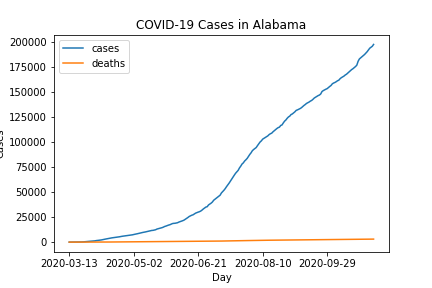 COVID-19 Cases in Alabama
cases
deaths
200000
175000
150000
125000
100000
75000
50000
25000
0
cases
2020-03-13 2020-05-02 2020-06-21 2020-08-10 2020-09-29
Day